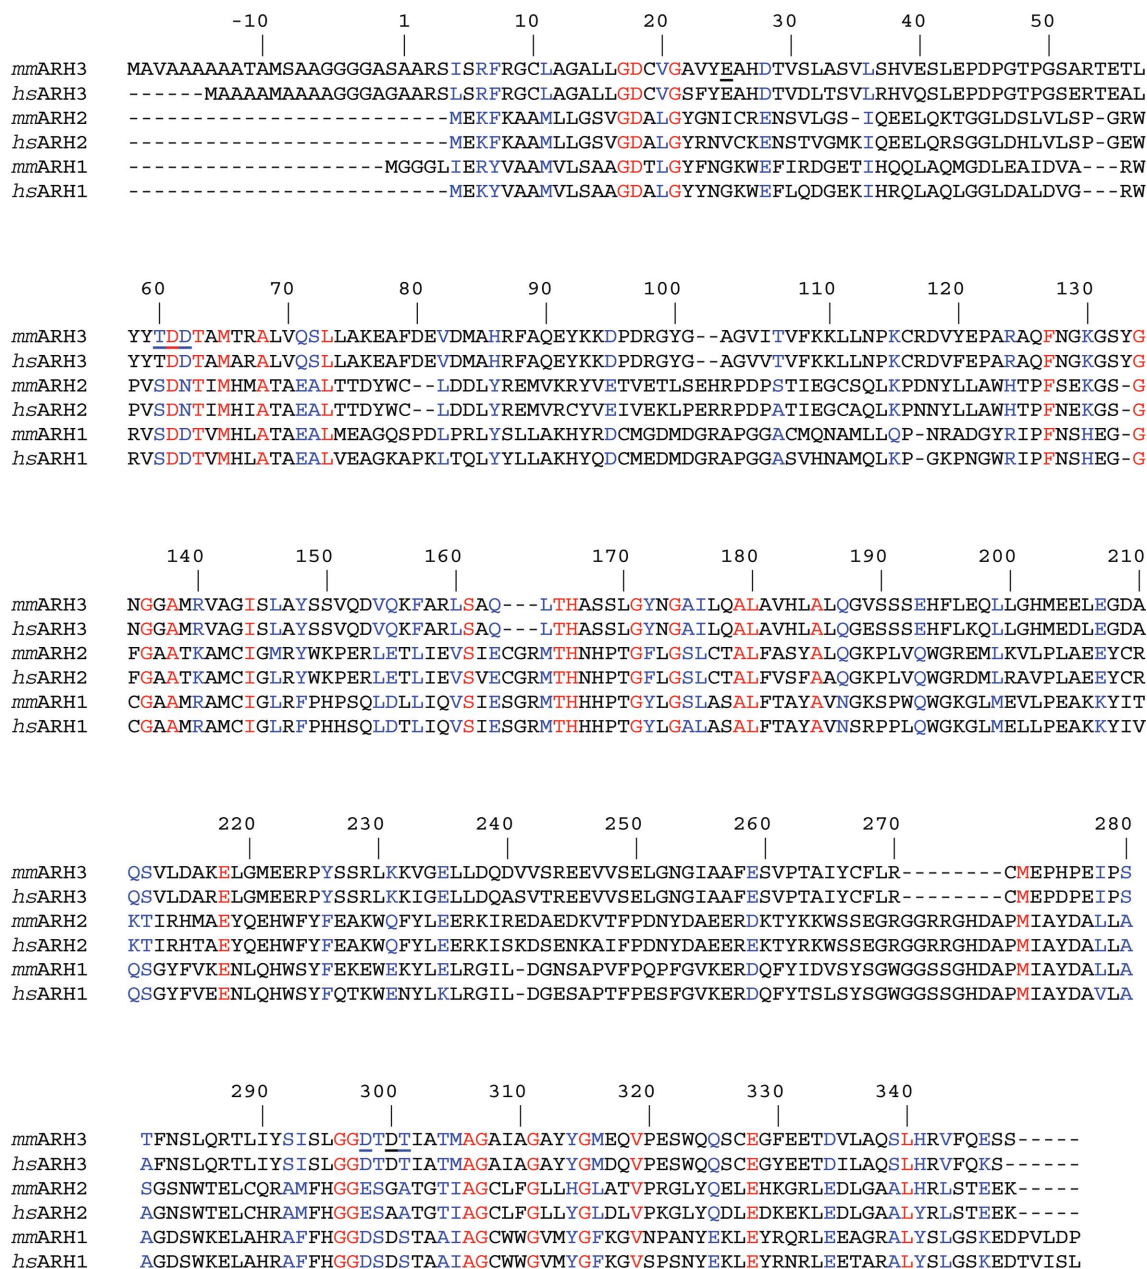 -10 1 10 20 30 40 50
mmARH3 MAVAAAAAATAMSAAGGGGASAARSISRFRGCLAGALLGDCVGAVYEAHDTVSLASVLSHVESLEPDPGTPGSARTETL
hsARH3 ------MAAAAMAAAAGGGAGAARSLSRFRGCLAGALLGDCVGSFYEAHDTVDLTSVLRHVQSLEPDPGTPGSERTEAL
mmARH2 -------------------------MEKFKAAMLLGSVGDALGYGNICRENSVLGS-IQEELQKTGGLDSLVLSP-GRW
hsARH2 -------------------------MEKFKAAMLLGSVGDALGYRNVCKENSTVGMKIQEELQRSGGLDHLVLSP-GEW
mmARH1 --------------------MGGGLIERYVAAMVLSAAGDTLGYFNGKWEFIRDGETIHQQLAQMGDLEAIDVA---RW
hsARH1 -------------------------MEKYVAAMVLSAAGDALGYYNGKWEFLQDGEKIHRQLAQLGGLDALDVG---RW
60 70 80 90 100 110 120 130
mmARH3 YYTDDTAMTRALVQSLLAKEAFDEVDMAHRFAQEYKKDPDRGYG--AGVITVFKKLLNPKCRDVYEPARAQFNGKGSYG
hsARH3 YYTDDTAMARALVQSLLAKEAFDEVDMAHRFAQEYKKDPDRGYG--AGVVTVFKKLLNPKCRDVFEPARAQFNGKGSYG
mmARH2 PVSDNTIMHMATAEALTTDYWC--LDDLYREMVKRYVETVETLSEHRPDPSTIEGCSQLKPDNYLLAWHTPFSEKGS-G
hsARH2 PVSDNTIMHIATAEALTTDYWC--LDDLYREMVRCYVEIVEKLPERRPDPATIEGCAQLKPNNYLLAWHTPFNEKGS-G
mmARH1 RVSDDTVMHLATAEALMEAGQSPDLPRLYSLLAKHYRDCMGDMDGRAPGGACMQNAMLLQP-NRADGYRIPFNSHEG-G
hsARH1 RVSDDTVMHLATAEALVEAGKAPKLTQLYYLLAKHYQDCMEDMDGRAPGGASVHNAMQLKP-GKPNGWRIPFNSHEG-G
140 150 160 170 180 190 200 210
mmARH3 NGGAMRVAGISLAYSSVQDVQKFARLSAQ---LTHASSLGYNGAILQALAVHLALQGVSSSEHFLEQLLGHMEELEGDA
hsARH3 NGGAMRVAGISLAYSSVQDVQKFARLSAQ---LTHASSLGYNGAILQALAVHLALQGESSSEHFLKQLLGHMEDLEGDA
mmARH2 FGAATKAMCIGMRYWKPERLETLIEVSIECGRMTHNHPTGFLGSLCTALFASYALQGKPLVQWGREMLKVLPLAEEYCR
hsARH2 FGAATKAMCIGLRYWKPERLETLIEVSVECGRMTHNHPTGFLGSLCTALFVSFAAQGKPLVQWGRDMLRAVPLAEEYCR
mmARH1 CGAAMRAMCIGLRFPHPSQLDLLIQVSIESGRMTHHHPTGYLGSLASALFTAYAVNGKSPWQWGKGLMEVLPEAKKYIT
hsARH1 CGAAMRAMCIGLRFPHHSQLDTLIQVSIESGRMTHHHPTGYLGALASALFTAYAVNSRPPLQWGKGLMELLPEAKKYIV
220 230 240 250 260 270 280
mmARH3 QSVLDAKELGMEERPYSSRLKKVGELLDQDVVSREEVVSELGNGIAAFESVPTAIYCFLR--------CMEPHPEIPS
hsARH3 QSVLDARELGMEERPYSSRLKKIGELLDQASVTREEVVSELGNGIAAFESVPTAIYCFLR--------CMEPDPEIPS
mmARH2 KTIRHMAEYQEHWFYFEAKWQFYLEERKIREDAEDKVTFPDNYDAEERDKTYKKWSSEGRGGRRGHDAPMIAYDALLA
hsARH2 KTIRHTAEYQEHWFYFEAKWQFYLEERKISKDSENKAIFPDNYDAEEREKTYRKWSSEGRGGRRGHDAPMIAYDALLA
mmARH1 QSGYFVKENLQHWSYFEKEWEKYLELRGIL-DGNSAPVFPQPFGVKERDQFYIDVSYSGWGGSSGHDAPMIAYDALLA
hsARH1 QSGYFVEENLQHWSYFQTKWENYLKLRGIL-DGESAPTFPESFGVKERDQFYTSLSYSGWGGSSGHDAPMIAYDAVLA
290 300 310 320 330 340
mmARH3 TFNSLQRTLIYSISLGGDTDTIATMAGAIAGAYYGMEQVPESWQQSCEGFEETDVLAQSLHRVFQESS-----
hsARH3 AFNSLQRTLIYSISLGGDTDTIATMAGAIAGAYYGMDQVPESWQQSCEGYEETDILAQSLHRVFQKS------
mmARH2 SGSNWTELCQRAMFHGGESGATGTIAGCLFGLLHGLATVPRGLYQELEHKGRLEDLGAALHRLSTEEK-----
hsARH2 AGNSWTELCHRAMFHGGESAATGTIAGCLFGLLYGLDLVPKGLYQDLEDKEKLEDLGAALYRLSTEEK-----
mmARH1 AGDSWKELAHRAFFHGGDSDSTAAIAGCWWGVMYGFKGVNPANYEKLEYRQRLEEAGRALYSLGSKEDPVLDP
hsARH1 AGDSWKELAHRAFFHGGDSDSTAAIAGCWWGVMYGFKGVSPSNYEKLEYRNRLEETARALYSLGSKEDTVISL